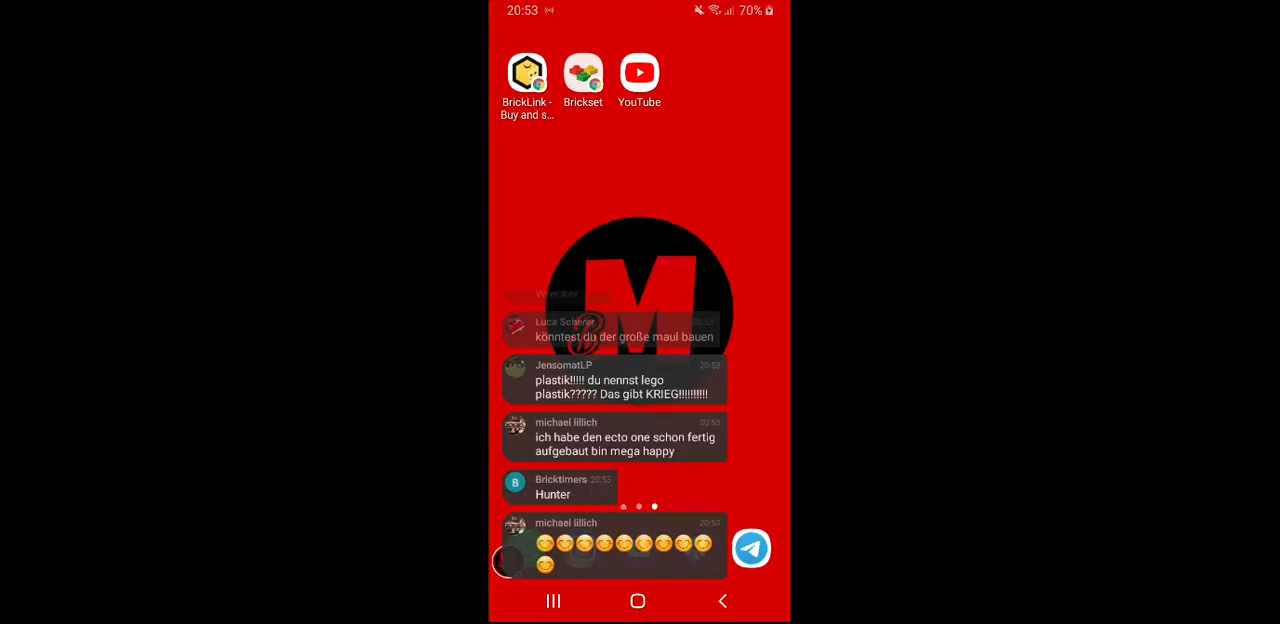 20:53
70%
BrickLink -
Buy and s...
Brickset
YouTube
M
Wrecker
Luca Scherer 20:53
könntest du der große maul bauen
JensomatLP 20:53
plastik!!!!! du nennst lego
plastik????? Das gibt KRIEG!!!!!!!!!!
michael lillich 20:53
ich habe den ecto one schon fertig
aufgebaut bin mega happy
B
Bricktimers 20:53
Hunter
michael lillich 20:53
😊😊😊😊😊😊😊😊😊
😊